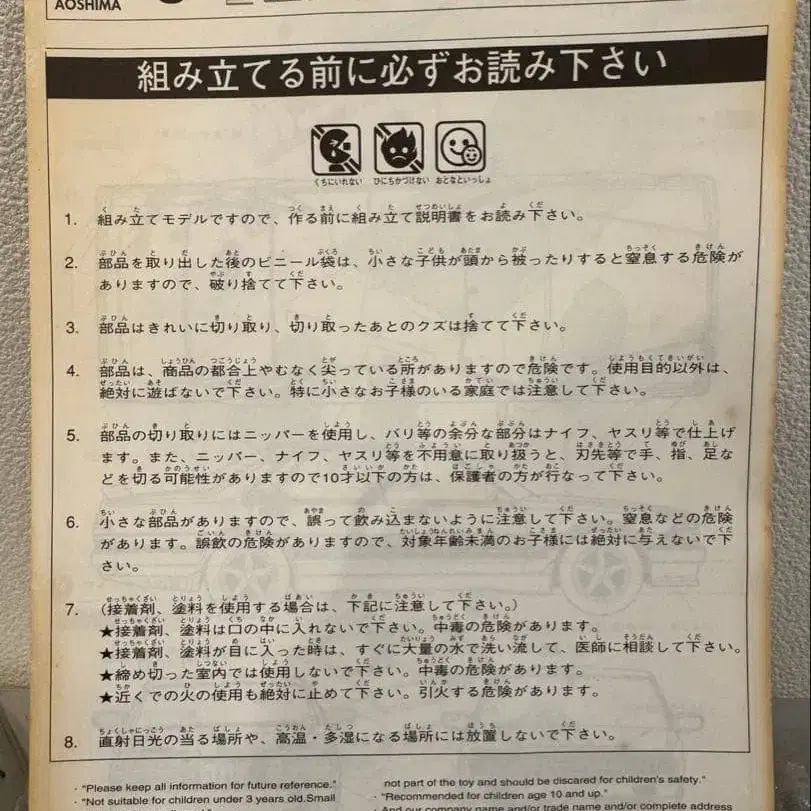 AOSHIMA
組み立てる前に必ずお読み下さい
くちにいれない ひにちかづけない おとなといっしょ
1. 組み立てモデルですので、作る前に組み立て説明書をお読み下さい。
2. 部品を取り出した後のビニール袋は、小さな子供が頭から被ったりすると窒息する危険が
ありますので、破り捨てて下さい。
3. 部品はきれいに切り取り、切り取ったあとのクズは捨てて下さい。
4. 部品は、商品の都合上やむなく尖っている所がありますので危険です。使用目的以外は、
絶対に遊ばないで下さい。特に小さなお子様のいる家庭では注意して下さい。
5. 部品の切り取りにはニッパーを使用し、バリ等の余分な部分はナイフ、ヤスリ等で仕上げ
ます。また、ニッパー、ナイフ、ヤスリ等を不用意に取り扱うと、刃先等で手、指、足な
どを切る可能性がありますので10才以下の方は、保護者の方が行なって下さい。
6. 小さな部品がありますので、誤って飲み込まないように注意して下さい。窒息などの危険
があります。誤飲の危険がありますので、対象年齢未満のお子様には絶対に与えないで下
さい。
7. (接着剤、塗料を使用する場合は、下記に注意して下さい。)
★接着剤、塗料は口の中に入れないで下さい。中毒の危険があります。
★接着剤、塗料が目に入った時は、すぐに大量の水で洗い流して、医師に相談して下さい。
★締め切った室内では使用しないで下さい。中毒の危険があります。
★近くでの火の使用も絶対に止めて下さい。引火する危険があります。
8. 直射日光の当る場所や、高温・多湿になる場所には放置しないで下さい。
· "Please keep all information for future reference."
· "Not suitable for children under 3 years old.Small
not part of the toy and should be discared for children's safety."
· "Recommended for children age 10 and up."
· And our company name and/or trade name and/or complete address